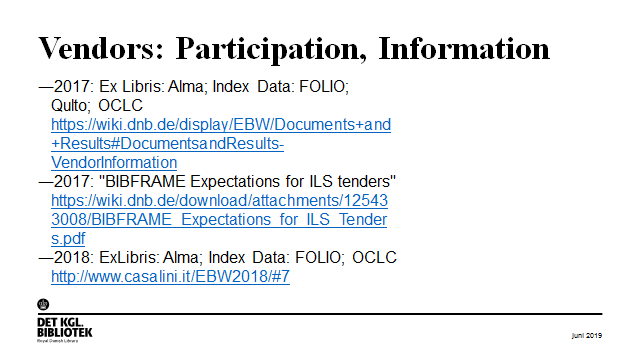 Vendors: Participation, Information
—2017: Ex Libris: Alma; Index Data: FOLIO;
Qulto; OCLC
https://wiki.dnb.de/display/EBW/Documents+and
+Results#DocumentsandResults-
VendorInformation
—2017: "BIBFRAME Expectations for ILS tenders"
https://wiki.dnb.de/download/attachments/12543
3008/BIBFRAME_Expectations_for_ILS_Tender
s.pdf
—2018: ExLibris: Alma; Index Data: FOLIO; OCLC
http://www.casalini.it/EBW2018/#7
DET KGL.
BIBLIOTEK
Royal Danish Library
juni 2019